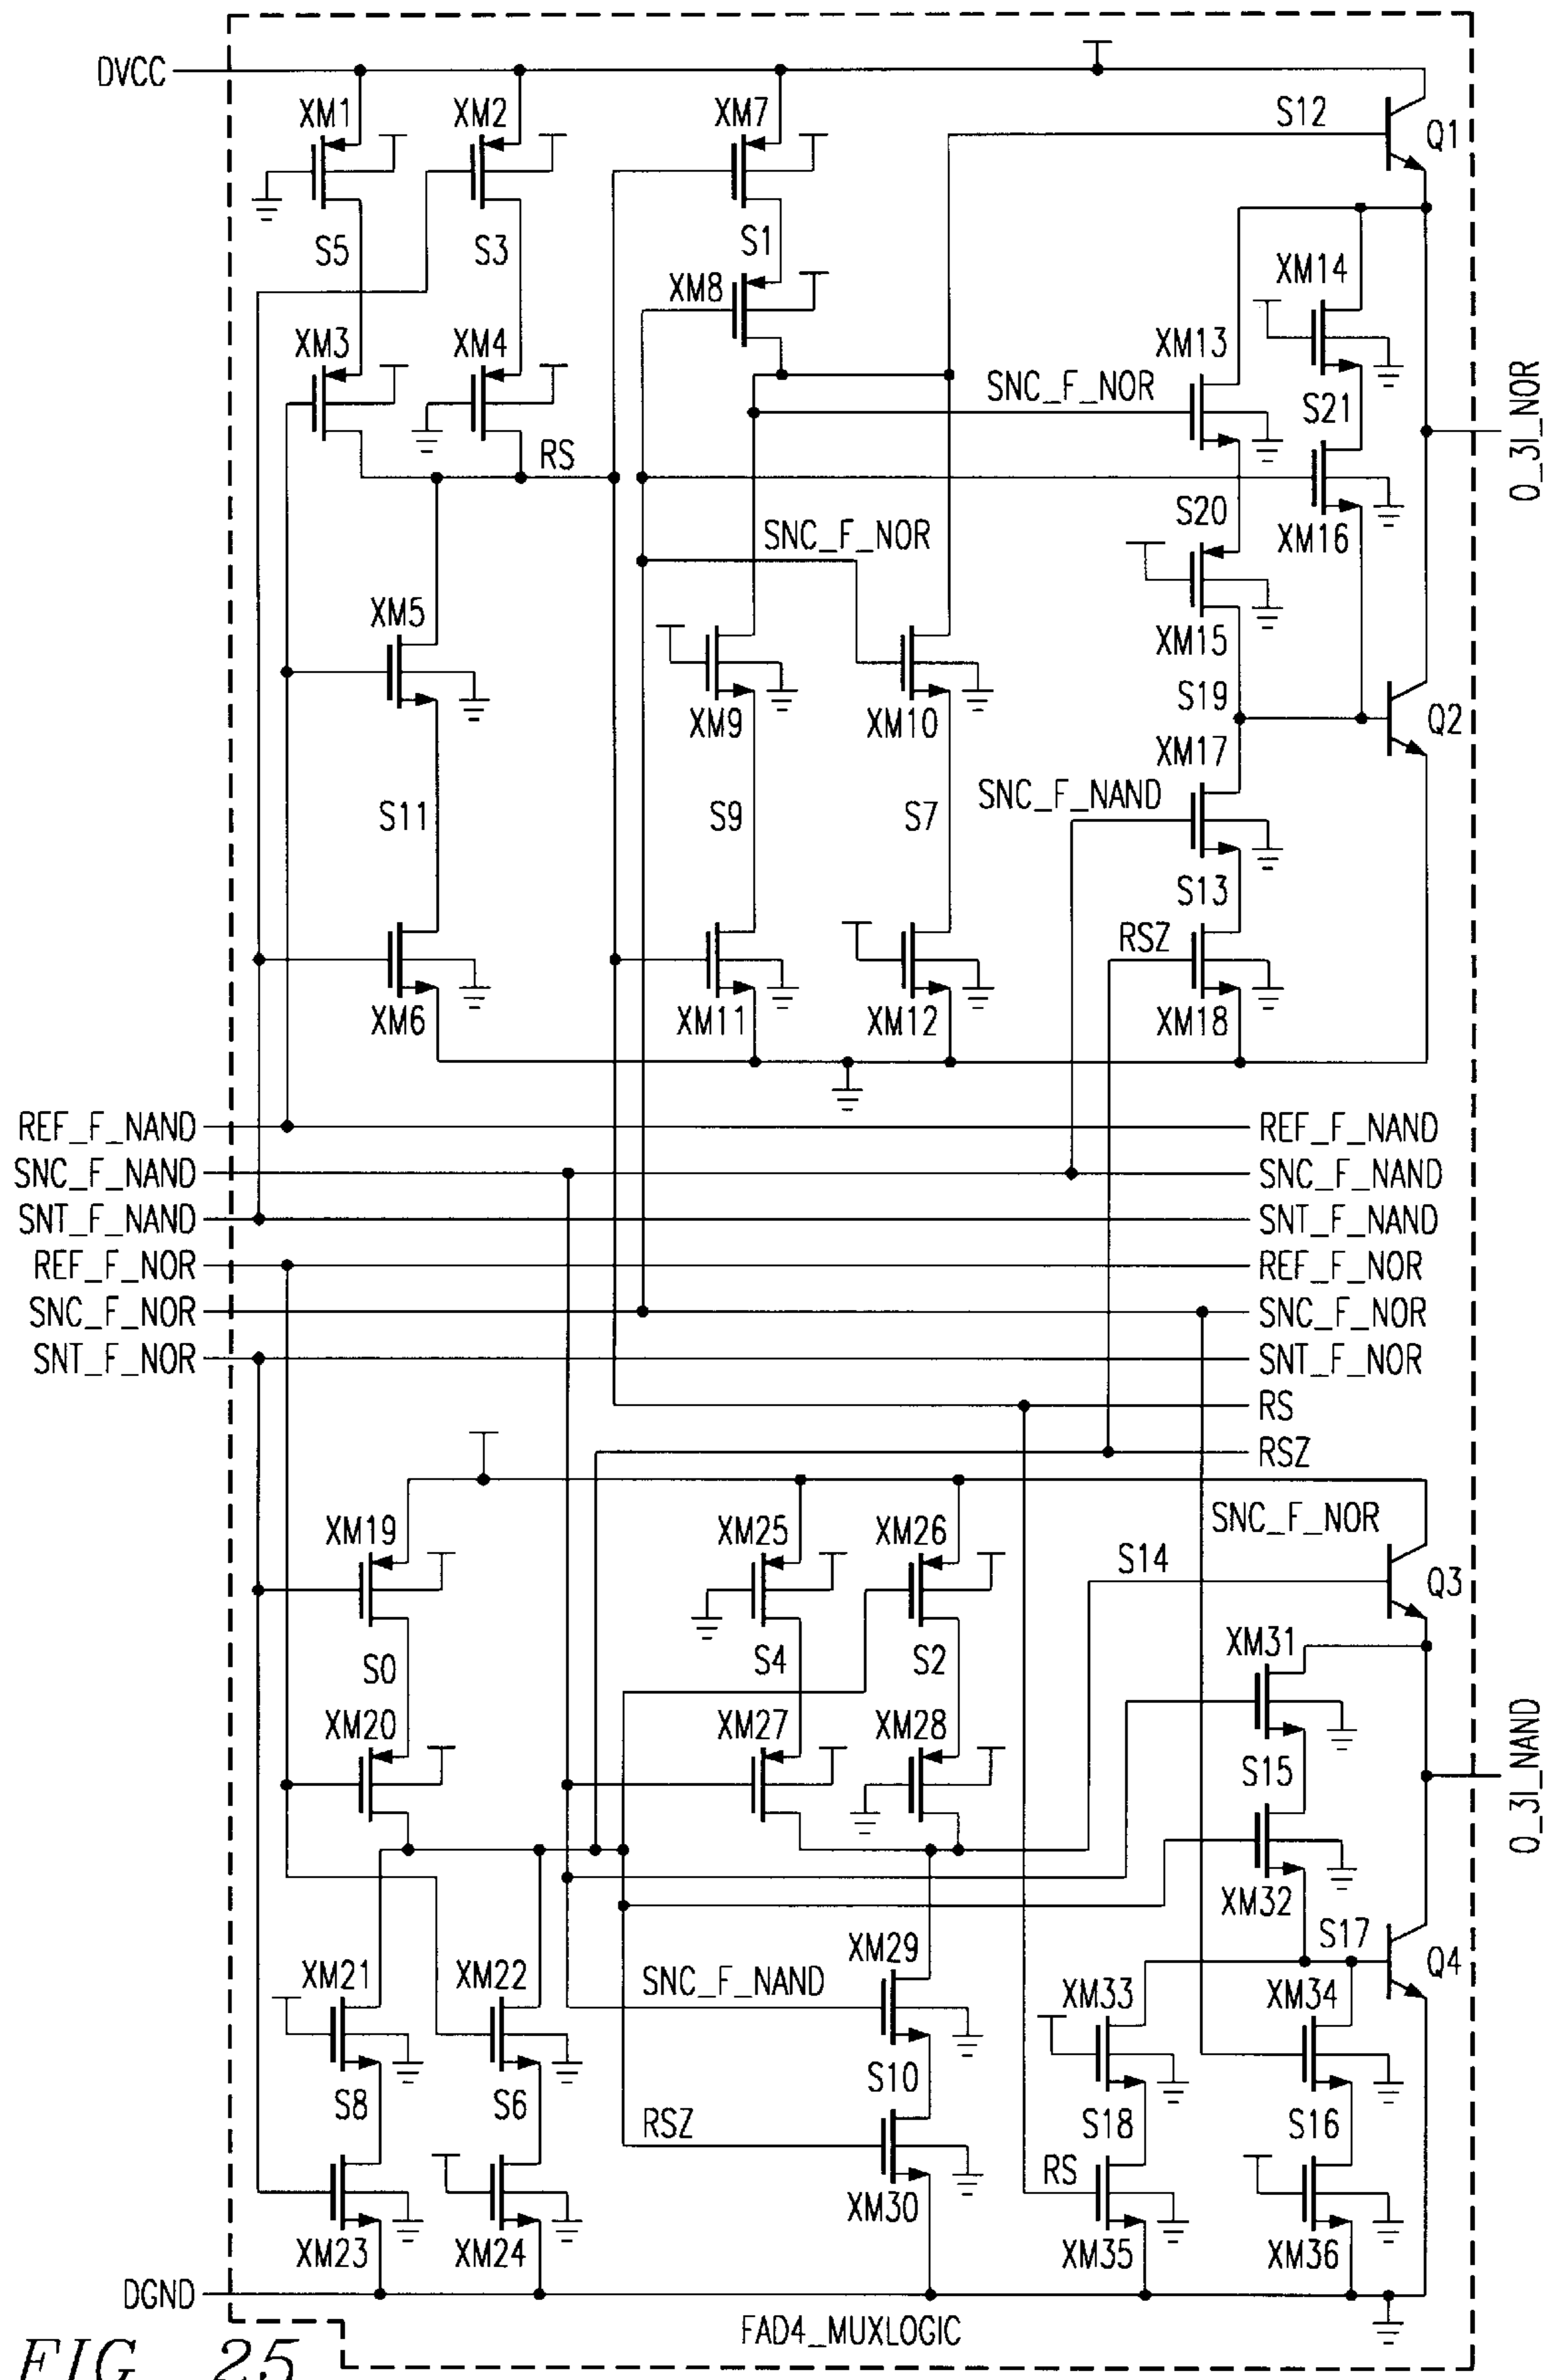 DVCC
XM1
XM2
XM7
S12
Q1
S5
S3
S1
XM8
XM14
XM3
XM4
XM13
SNC_F_NOR
S21
O_3I_NOR
RS
S20
SNC_F_NOR
XM16
XM5
XM15
S19
XM9
XM10
Q2
XM17
SNC_F_NAND
S11
S9
S7
S13
RSZ
XM6
XM11
XM12
XM18
REF_F_NAND
REF_F_NAND
SNC_F_NAND
SNC_F_NAND
SNT_F_NAND
SNT_F_NAND
REF_F_NOR
REF_F_NOR
SNC_F_NOR
SNC_F_NOR
SNT_F_NOR
SNT_F_NOR
RS
RSZ
SNC_F_NOR
XM19
XM25
XM26
S14
Q3
XM31
S0
S4
S2
XM20
XM27
XM28
S15
O_3I_NAND
XM32
S17
XM29
Q4
XM21
XM22
SNC_F_NAND
XM33
XM34
S10
S8
S6
RSZ
S18
S16
RS
XM30
XM23
XM24
XM35
XM36
DGND
FAD4_MUXLOGIC
FIG. 25